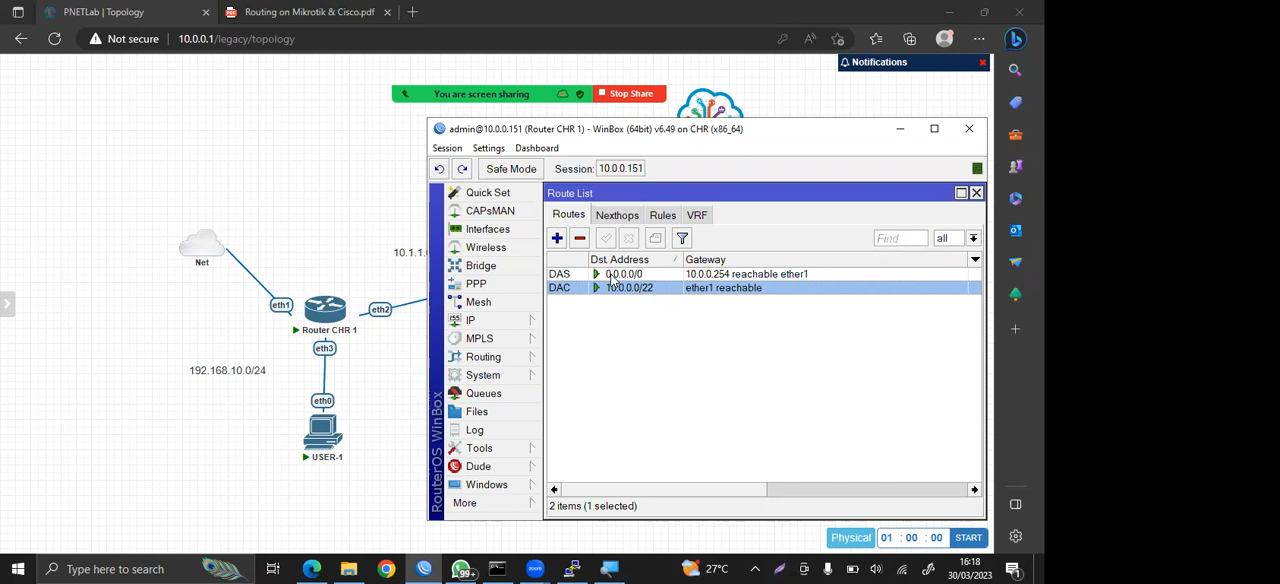 PNETLab | Topology
Routing on Mikrotik & Cisco.pdf
Not secure
10.0.0.1/legacy/topology
Notifications
You are screen sharing
Stop Share
admin@10.0.0.151 (Router CHR 1) - WinBox (64bit) v6.49 on CHR (x86_64)
Session Settings Dashboard
Safe Mode Session: 10.0.0.151
Quick Set
CAPsMAN
Interfaces
Wireless
Bridge
PPP
Mesh
IP
MPLS
Routing
System
Queues
Files
Log
Tools
Dude
Windows
More
RouterOS WinBox
Route List
Routes Nexthops Rules VRF
Find all
Dst. Address / Gateway
DAS 0.0.0.0/0 10.0.0.254 reachable ether1
DAC 10.0.0.0/22 ether1 reachable
2 items (1 selected)
Net
10.1.1.
eth1
eth2
Router CHR 1
eth3
192.168.10.0/24
eth0
USER-1
Physical 01 : 00 : 00 START
Type here to search
99+
27°C
16:18
30/03/2023
1